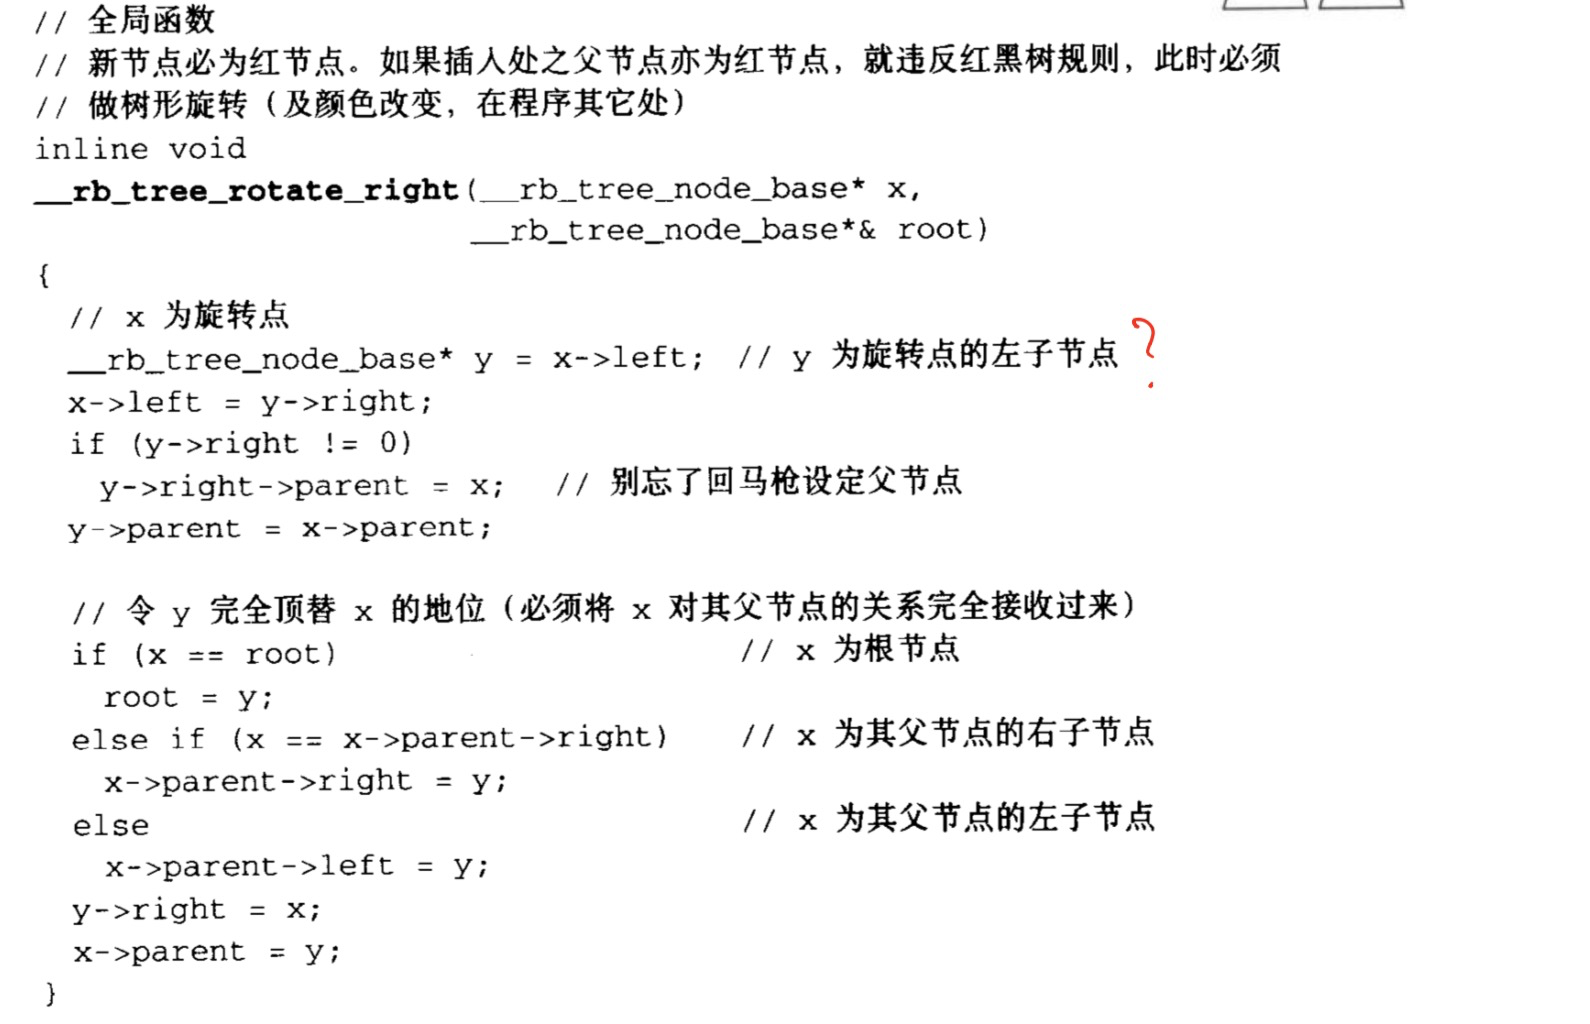 // 全局函数
// 新节点必为红节点。如果插入处之父节点亦为红节点，就违反红黑树规则，此时必须
// 做树形旋转（及颜色改变，在程序其它处）
inline void
__rb_tree_rotate_right(__rb_tree_node_base* x,
                       __rb_tree_node_base*& root)
{
  // x 为旋转点
  __rb_tree_node_base* y = x->left;  // y 为旋转点的左子节点 ?
  x->left = y->right;
  if (y->right != 0)
    y->right->parent = x;   // 别忘了回马枪设定父节点
  y->parent = x->parent;

  // 令 y 完全顶替 x 的地位（必须将 x 对其父节点的关系完全接收过来）
  if (x == root)                      // x 为根节点
    root = y;
  else if (x == x->parent->right)    // x 为其父节点的右子节点
    x->parent->right = y;
  else                                // x 为其父节点的左子节点
    x->parent->left = y;
  y->right = x;
  x->parent = y;
}